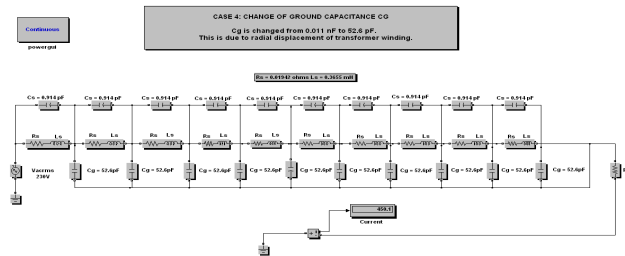 CASE 4: CHANGE OF GROUND CAPACITANCE CG
Cg is changed from 0.011 nF to 52.6 pF.
This is due to radial displacement of transformer winding.
Continuous
powergui
Rs = 0.01942 ohms Ls = 0.3655 mH
Cs = 0.914 pF Cs = 0.914 pF Cs = 0.914 pF Cs = 0.914 pF Cs = 0.914 pF Cs = 0.914 pF Cs = 0.914 pF Cs = 0.914 pF Cs = 0.914 pF
Rs Ls Rs Ls Rs Ls Rs Ls Rs Ls Rs Ls Rs Ls Rs Ls Rs Ls
Vacrms
230V
Cg = 52.6pF Cg = 52.6pF Cg = 52.6pF Cg = 52.6pF Cg = 52.6pF Cg = 52.6pF Cg = 52.6pF Cg = 52.6pF Cg = 52.6pF Cg = 52.6pF
450.1
Current